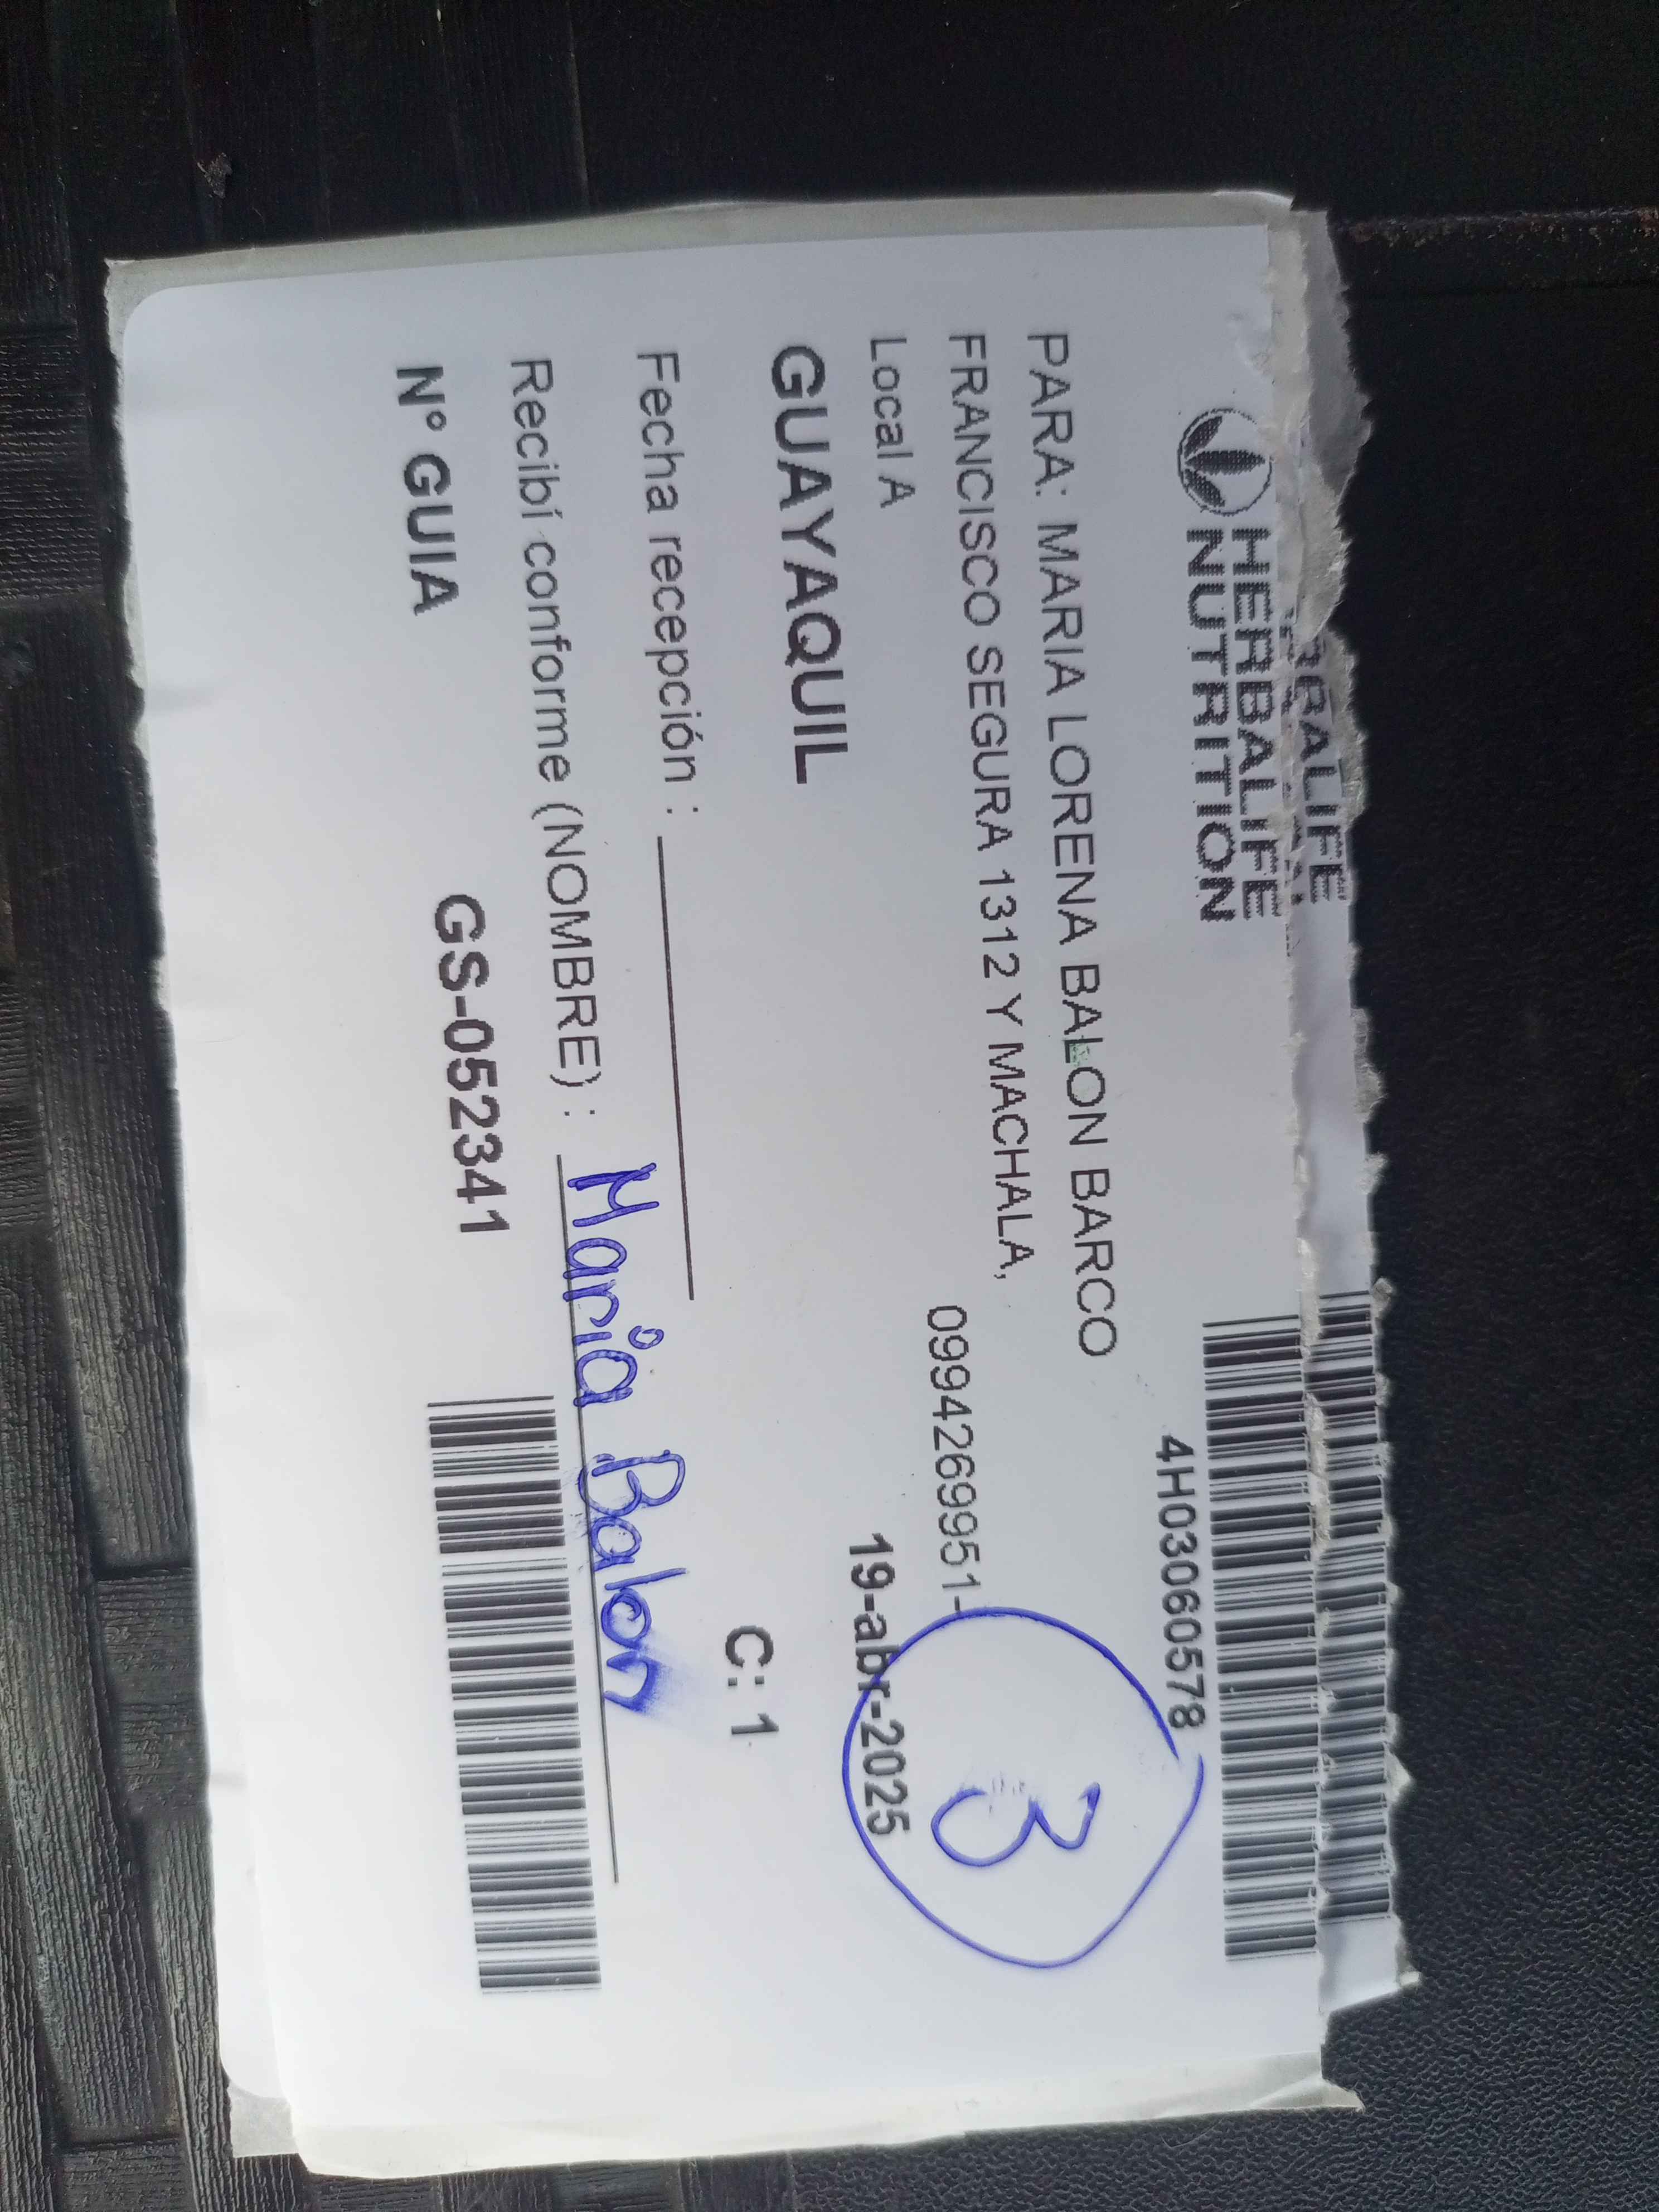 HERBALIFE
NUTRITION
4H03060578
PARA: MARIA LORENA BALON BARCO
FRANCISCO SEGURA 1312 Y MACHALA,
0994269951-
Local A
3
19-abr-2025
GUAYAQUIL
C: 1
Fecha recepción :
Recibí conforme (NOMBRE) : Maria Balon
N° GUIA GS-052341